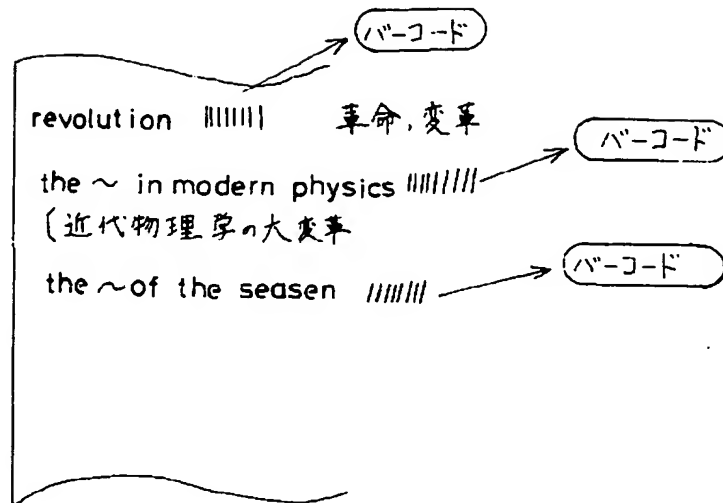 バーコード
revolution 革命,変革
バーコード
the ~ in modern physics
(近代物理学の大変革
バーコード
the ~ of the seasen